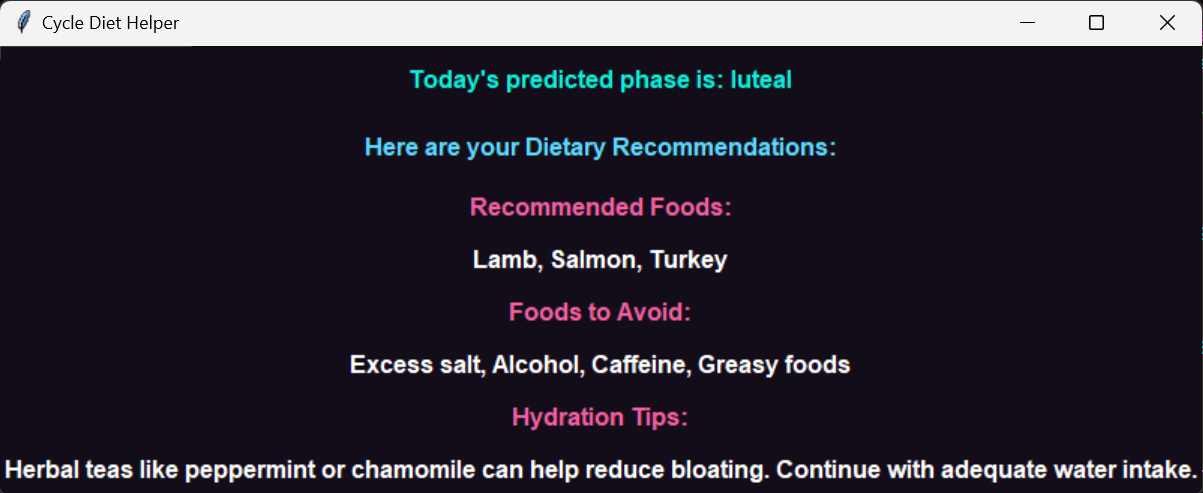 Cycle Diet Helper
Today's predicted phase is: luteal
Here are your Dietary Recommendations:
Recommended Foods:
Lamb, Salmon, Turkey
Foods to Avoid:
Excess salt, Alcohol, Caffeine, Greasy foods
Hydration Tips:
Herbal teas like peppermint or chamomile can help reduce bloating. Continue with adequate water intake.